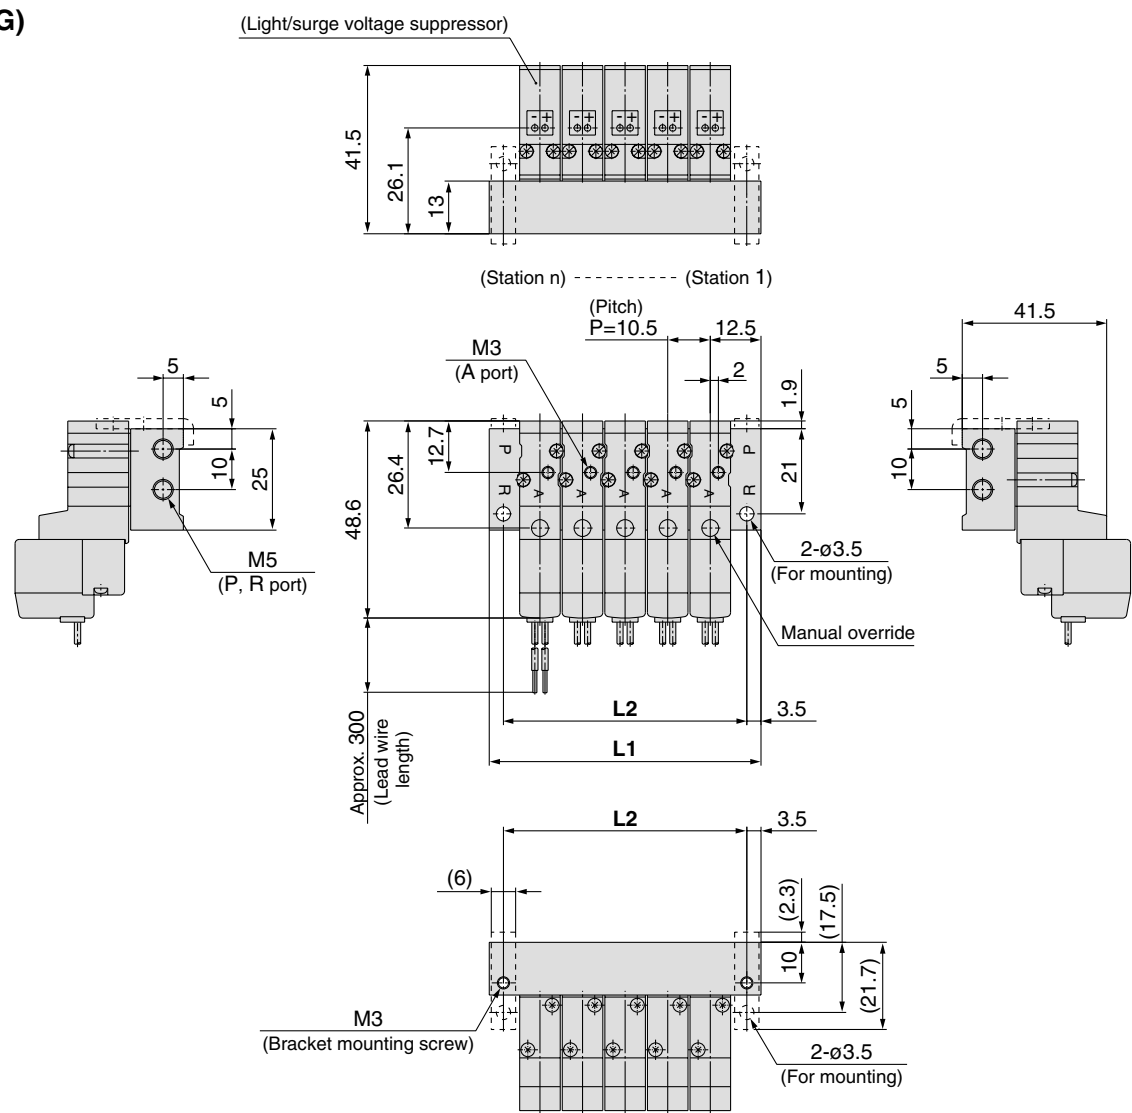 G)
(Light/surge voltage suppressor)
41.5
26.1
13
- +
- +
- +
- +
- +
(Station n)
(Station 1)
(Pitch)
P=10.5
12.5
41.5
M3
(A port)
2
1.9
5
5
10
25
M5
(P, R port)
12.7
26.4
48.6
P
R
A
A
A
A
A
P
R
21
2-ø3.5
(For mounting)
Manual override
5
5
10
Approx. 300
(Lead wire
length)
L2
3.5
L1
L2
3.5
(6)
(2.3)
(17.5)
10
(21.7)
M3
(Bracket mounting screw)
2-ø3.5
(For mounting)